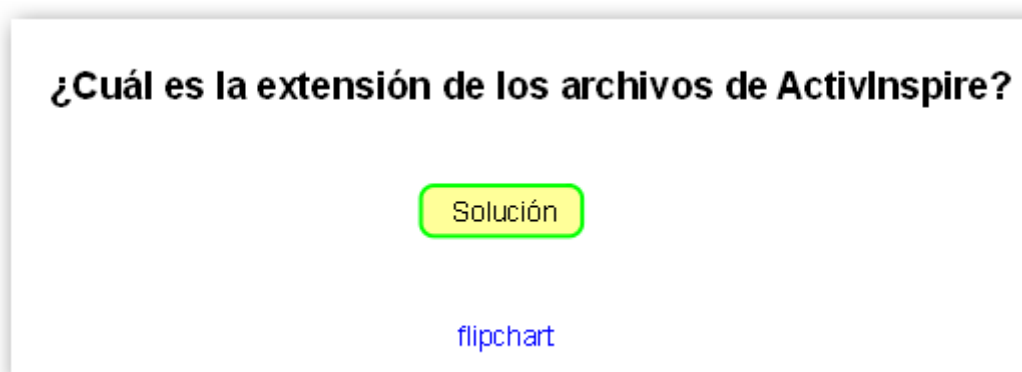 ¿Cuál es la extensión de los archivos de ActivInspire?
Solución
flipchart